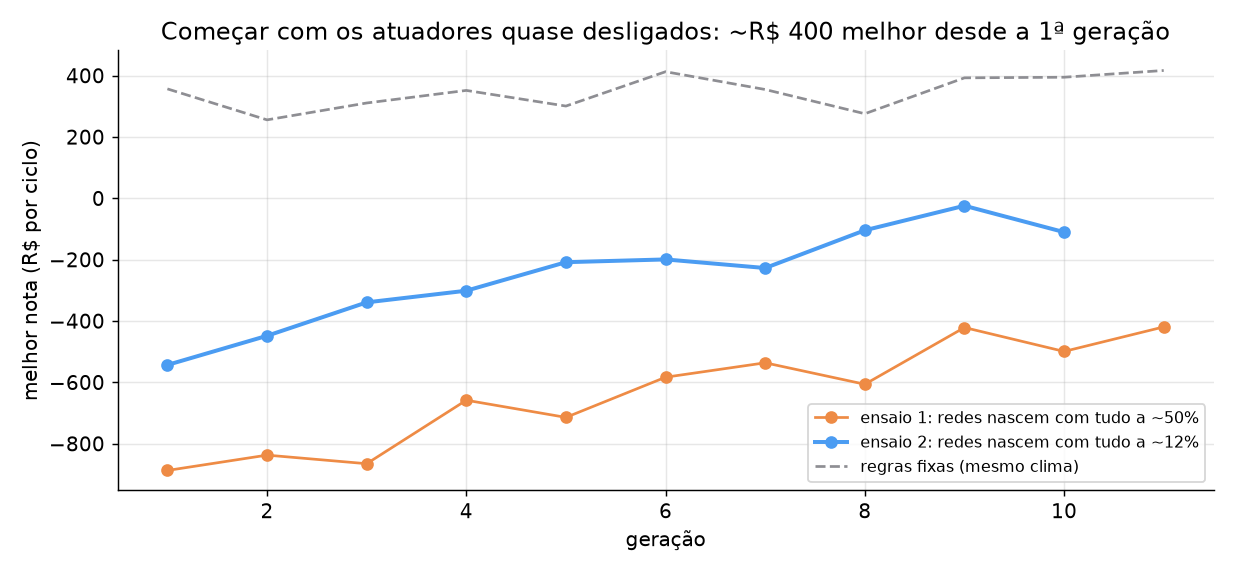 Começar com os atuadores quase desligados: ~R$ 400 melhor desde a 1ª geração
melhor nota (R$ por ciclo)
400
200
0
−200
−400
−600
−800
2
4
6
8
10
geração
ensaio 1: redes nascem com tudo a ~50%
ensaio 2: redes nascem com tudo a ~12%
regras fixas (mesmo clima)